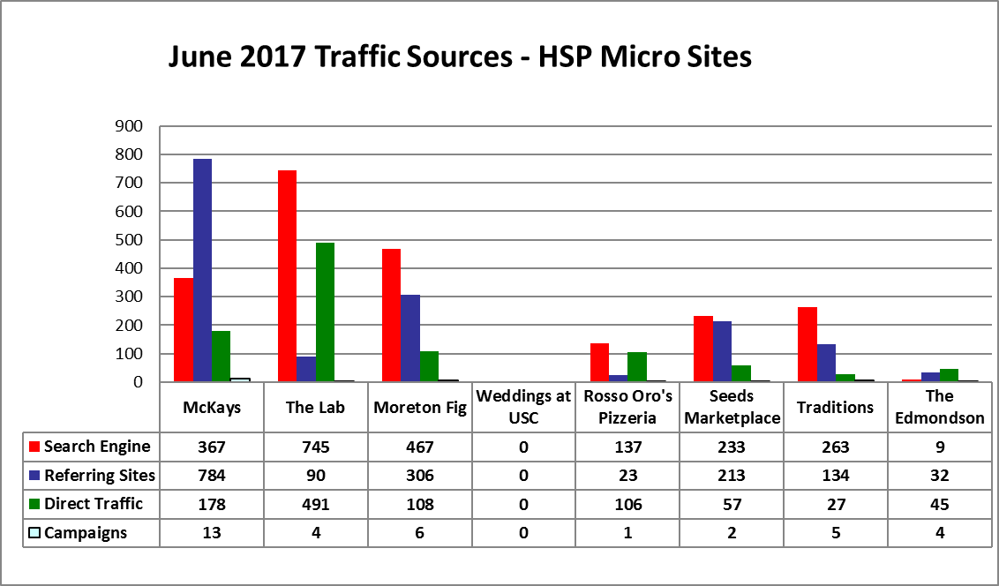 June 2017 Traffic Sources - HSP Micro Sites
900
800
700
600
500
400
300
200
100
0
McKays The Lab Moreton Fig Weddings at USC Rosso Oro's Pizzeria Seeds Marketplace Traditions The Edmondson
Search Engine 367 745 467 0 137 233 263 9
Referring Sites 784 90 306 0 23 213 134 32
Direct Traffic 178 491 108 0 106 57 27 45
Campaigns 13 4 6 0 1 2 5 4